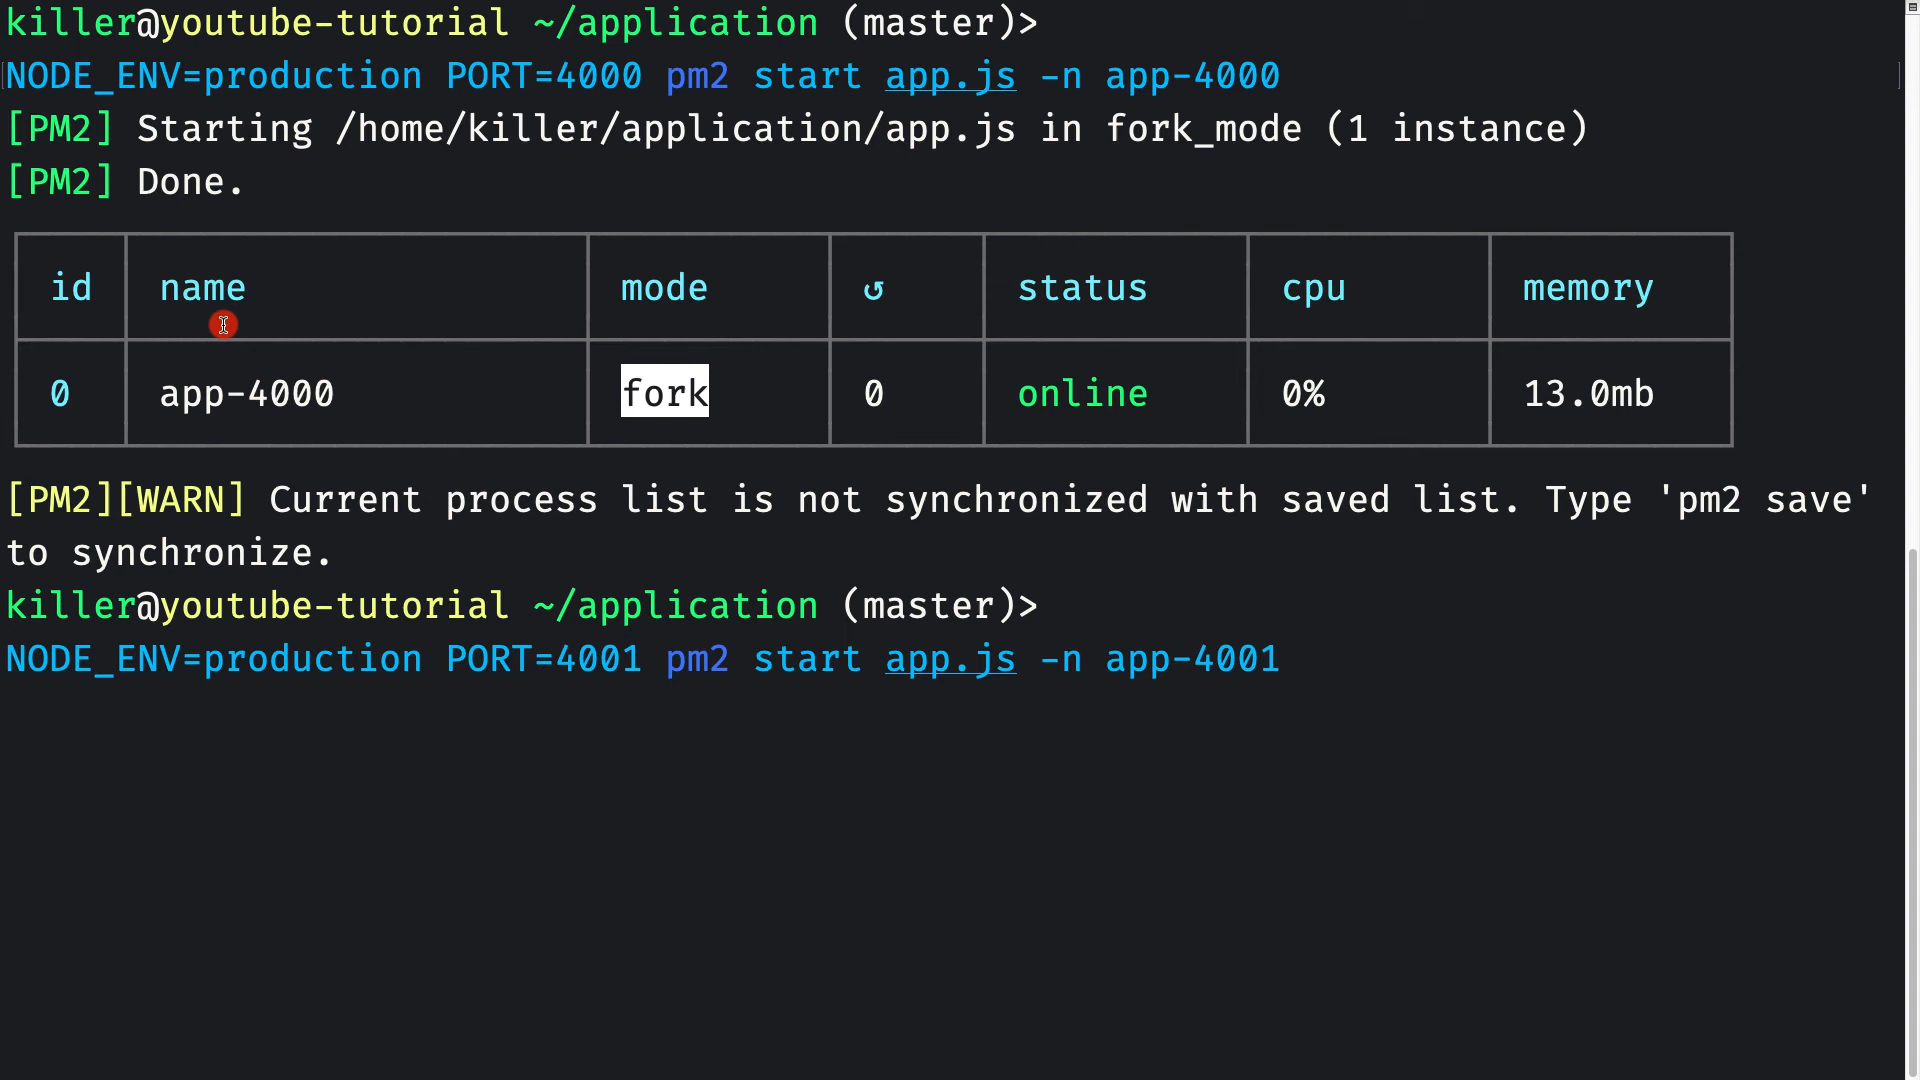 killer@youtube-tutorial ~/application (master)>
NODE_ENV=production PORT=4000 pm2 start app.js -n app-4000
[PM2] Starting /home/killer/application/app.js in fork_mode (1 instance)
[PM2] Done.
id name mode ↺ status cpu memory
0 app-4000 fork 0 online 0% 13.0mb
[PM2][WARN] Current process list is not synchronized with saved list. Type 'pm2 save'
to synchronize.
killer@youtube-tutorial ~/application (master)>
NODE_ENV=production PORT=4001 pm2 start app.js -n app-4001